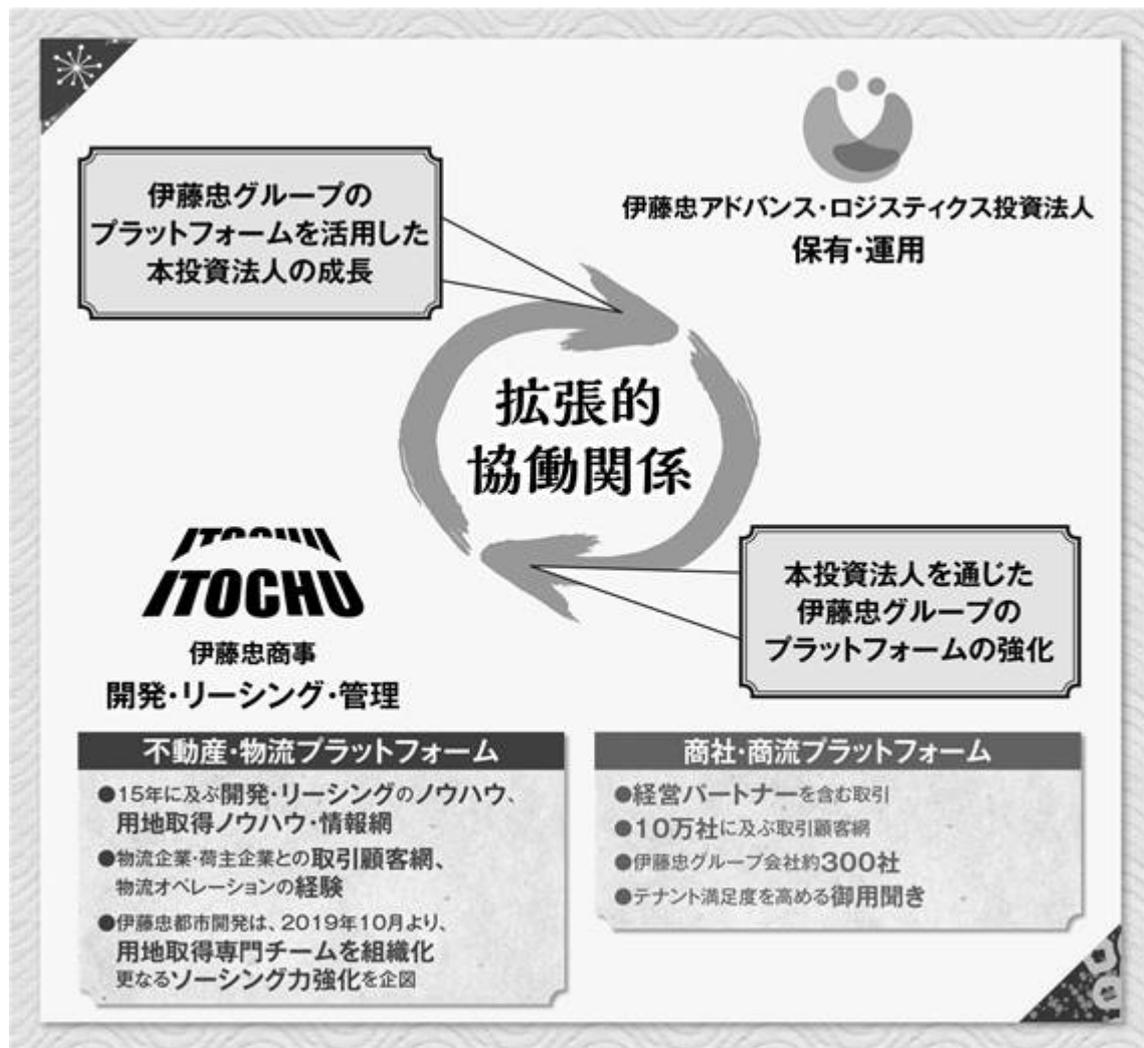 伊藤忠グループの
プラットフォームを活用した
本投資法人の成長
伊藤忠アドバンス・ロジスティクス投資法人
保有・運用
拡張的
協働関係
ITOCHU
ITOCHU
伊藤忠商事
開発・リーシング・管理
本投資法人を通じた
伊藤忠グループの
プラットフォームの強化
不動産・物流プラットフォーム
●15年に及ぶ開発・リーシングのノウハウ、
用地取得ノウハウ・情報網
●物流企業・荷主企業との取引顧客網、
物流オペレーションの経験
●伊藤忠都市開発は、2019年10月より、
用地取得専門チームを組織化
更なるソーシング力強化を企図
商社・商流プラットフォーム
●経営パートナーを含む取引
●10万社に及ぶ取引顧客網
●伊藤忠グループ会社約300社
●テナント満足度を高める御用聞き